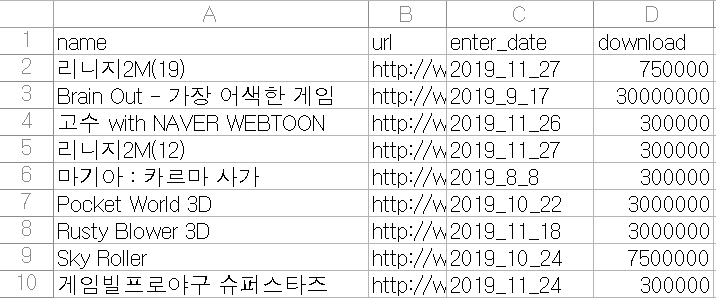 A B C D
1 name url enter_date download
2 리니지2M(19) http://w 2019_11_27 750000
3 Brain Out - 가장 어색한 게임 http://w 2019_9_17 30000000
4 고수 with NAVER WEBTOON http://w 2019_11_26 300000
5 리니지2M(12) http://w 2019_11_27 300000
6 마기아 : 카르마 사가 http://w 2019_8_8 300000
7 Pocket World 3D http://w 2019_10_22 3000000
8 Rusty Blower 3D http://w 2019_11_18 3000000
9 Sky Roller http://w 2019_10_24 7500000
10 게임빌프로야구 슈퍼스타즈 http://w 2019_11_24 300000